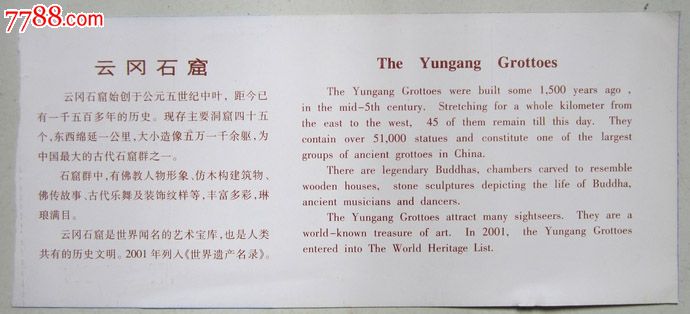 7788.com
云冈石窟
云冈石窟始创于公元五世纪中叶，距今已
有一千五百多年的历史。现存主要洞窟四十五
个，东西绵延一公里，大小造像五万一千余躯，为
中国最大的古代石窟群之一。
石窟群中，有佛教人物形象、仿木构建筑物、
佛传故事、古代乐舞及装饰纹样等，丰富多彩，琳
琅满目。
云冈石窟是世界闻名的艺术宝库，也是人类
共有的历史文明。2001年列入《世界遗产名录》。
The Yungang Grottoes
The Yungang Grottoes were built some 1,500 years ago ,
in the mid-5th century. Stretching for a whole kilometer from
the east to the west, 45 of them remain till this day. They
contain over 51,000 statues and constitute one of the largest
groups of ancient grottoes in China.
There are legendary Buddhas, chambers carved to resemble
wooden houses, stone sculptures depicting the life of Buddha,
ancient musicians and dancers.
The Yungang Grottoes attract many sightseers. They are a
world-known treasure of art. In 2001, the Yungang Grottoes
entered into The World Heritage List.